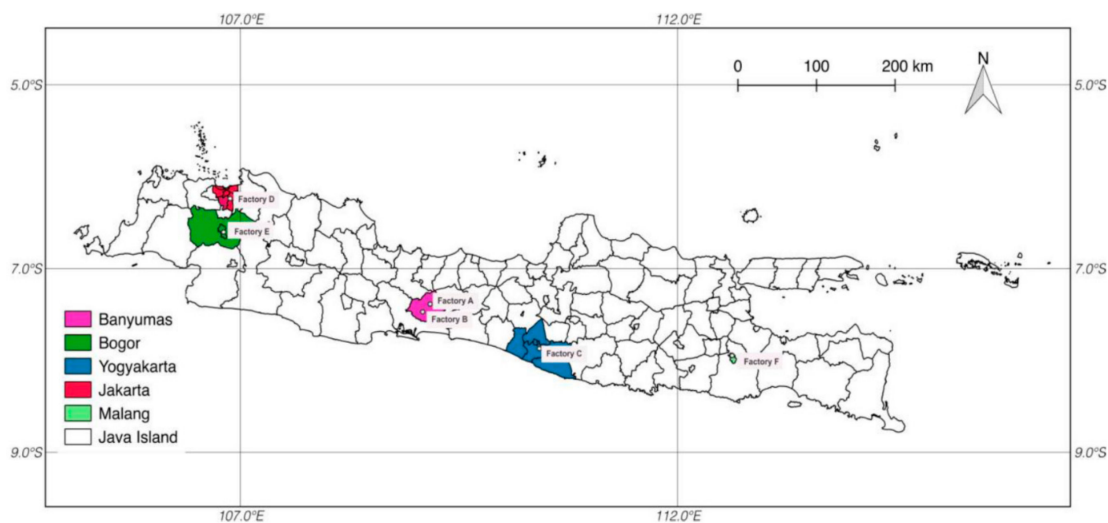 107.0°E 112.0°E
0 100 200 km
N
5.0°S 5.0°S
Factory D
Factory E
7.0°S 7.0°S
Factory A
Factory B
Factory C
Factory F
Banyumas
Bogor
Yogyakarta
Jakarta
Malang
Java Island
9.0°S 9.0°S
107.0°E 112.0°E